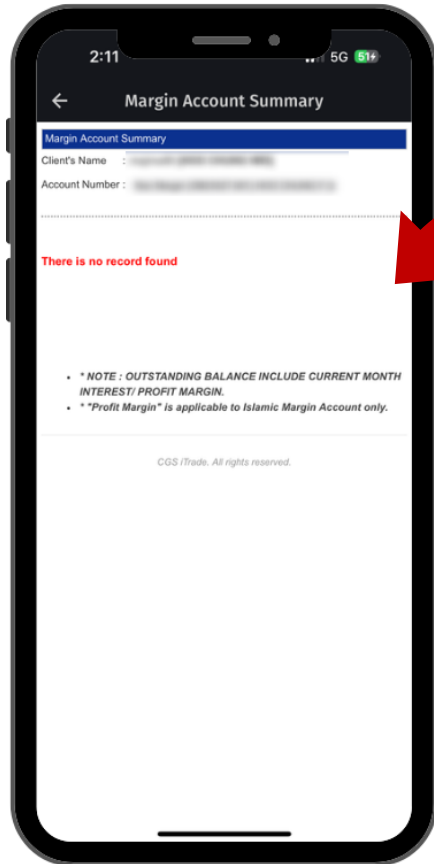 2:11 5G 51
Margin Account Summary
Margin Account Summary
Client's Name :
Account Number :
There is no record found
• * NOTE : OUTSTANDING BALANCE INCLUDE CURRENT MONTH
INTEREST/ PROFIT MARGIN.
• * "Profit Margin" is applicable to Islamic Margin Account only.
CGS iTrade. All rights reserved.